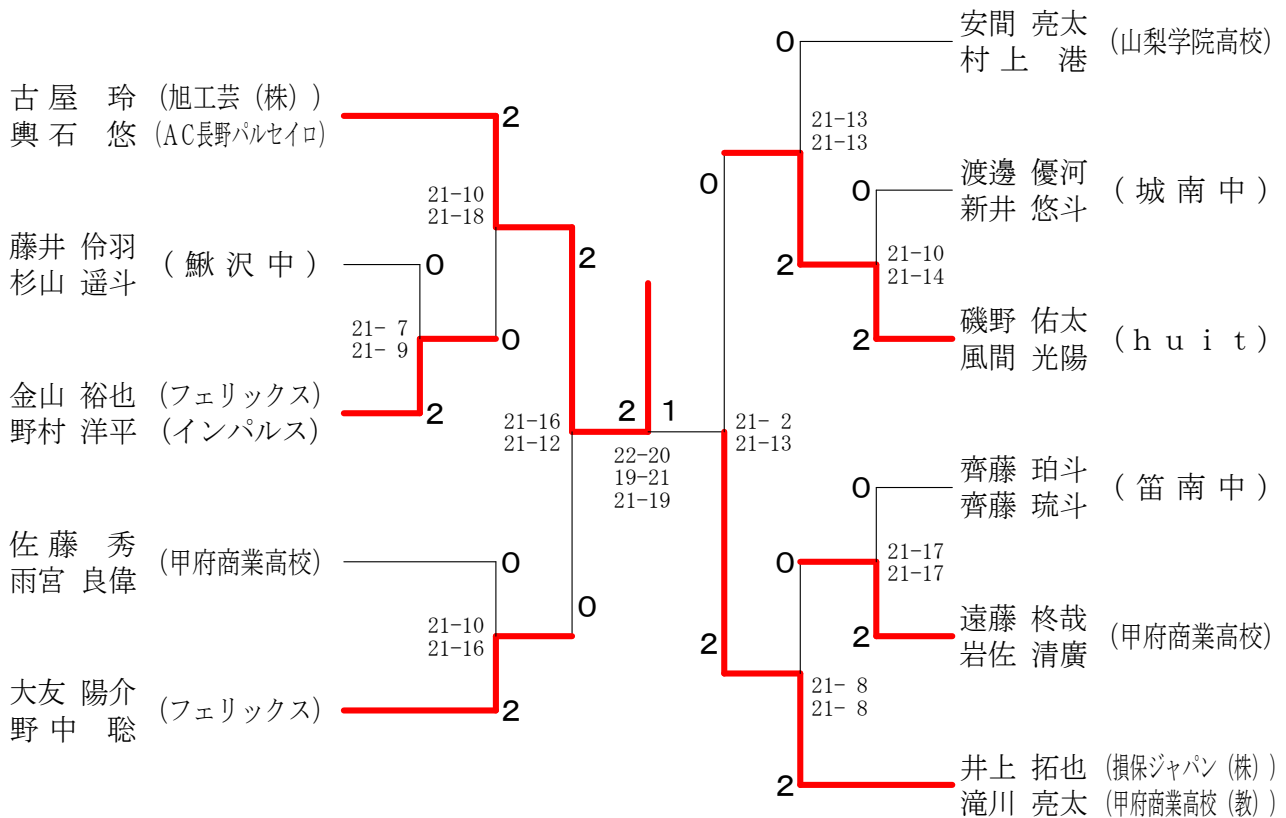 古屋 玲 (旭工芸(株))
輿石 悠 (AC長野パルセイロ)
2
21-10
21-18
藤井 伶羽 (鰍沢中)
杉山 遥斗
0
21- 7
21- 9
0
金山 裕也 (フェリックス)
野村 洋平 (インパルス)
2
2
21-16
21-12
佐藤 秀 (甲府商業高校)
雨宮 良偉
0
21-10
21-16
0
大友 陽介 (フェリックス)
野中 聡
2
2 1
22-20
19-21
21-19
安間 亮太 (山梨学院高校)
村上 港
0
21-13
21-13
0
渡邊 優河 (城南中)
新井 悠斗
0
21-10
21-14
2
磯野 佑太 (huit)
風間 光陽
2
21- 2
21-13
齊藤 珀斗 (笛南中)
齊藤 琉斗
0
21-17
21-17
0
遠藤 柊哉 (甲府商業高校)
岩佐 清廣
2
2
21- 8
21- 8
井上 拓也 (損保ジャパン(株))
滝川 亮太 (甲府商業高校(教))
2